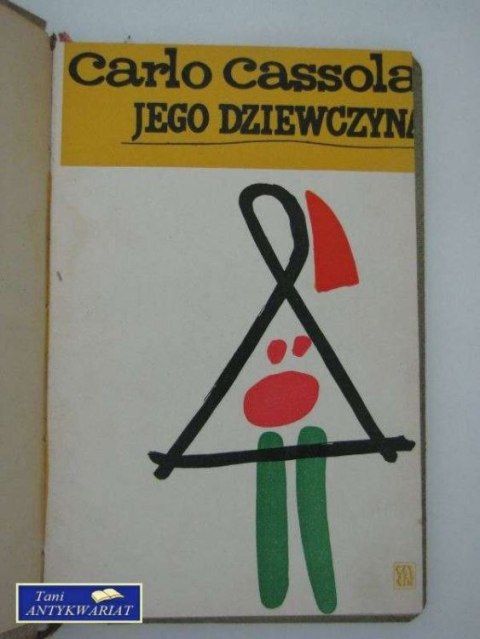 Carlo Cassola
JEGO DZIEWCZYNA
Tani
ANTYKWARIAT